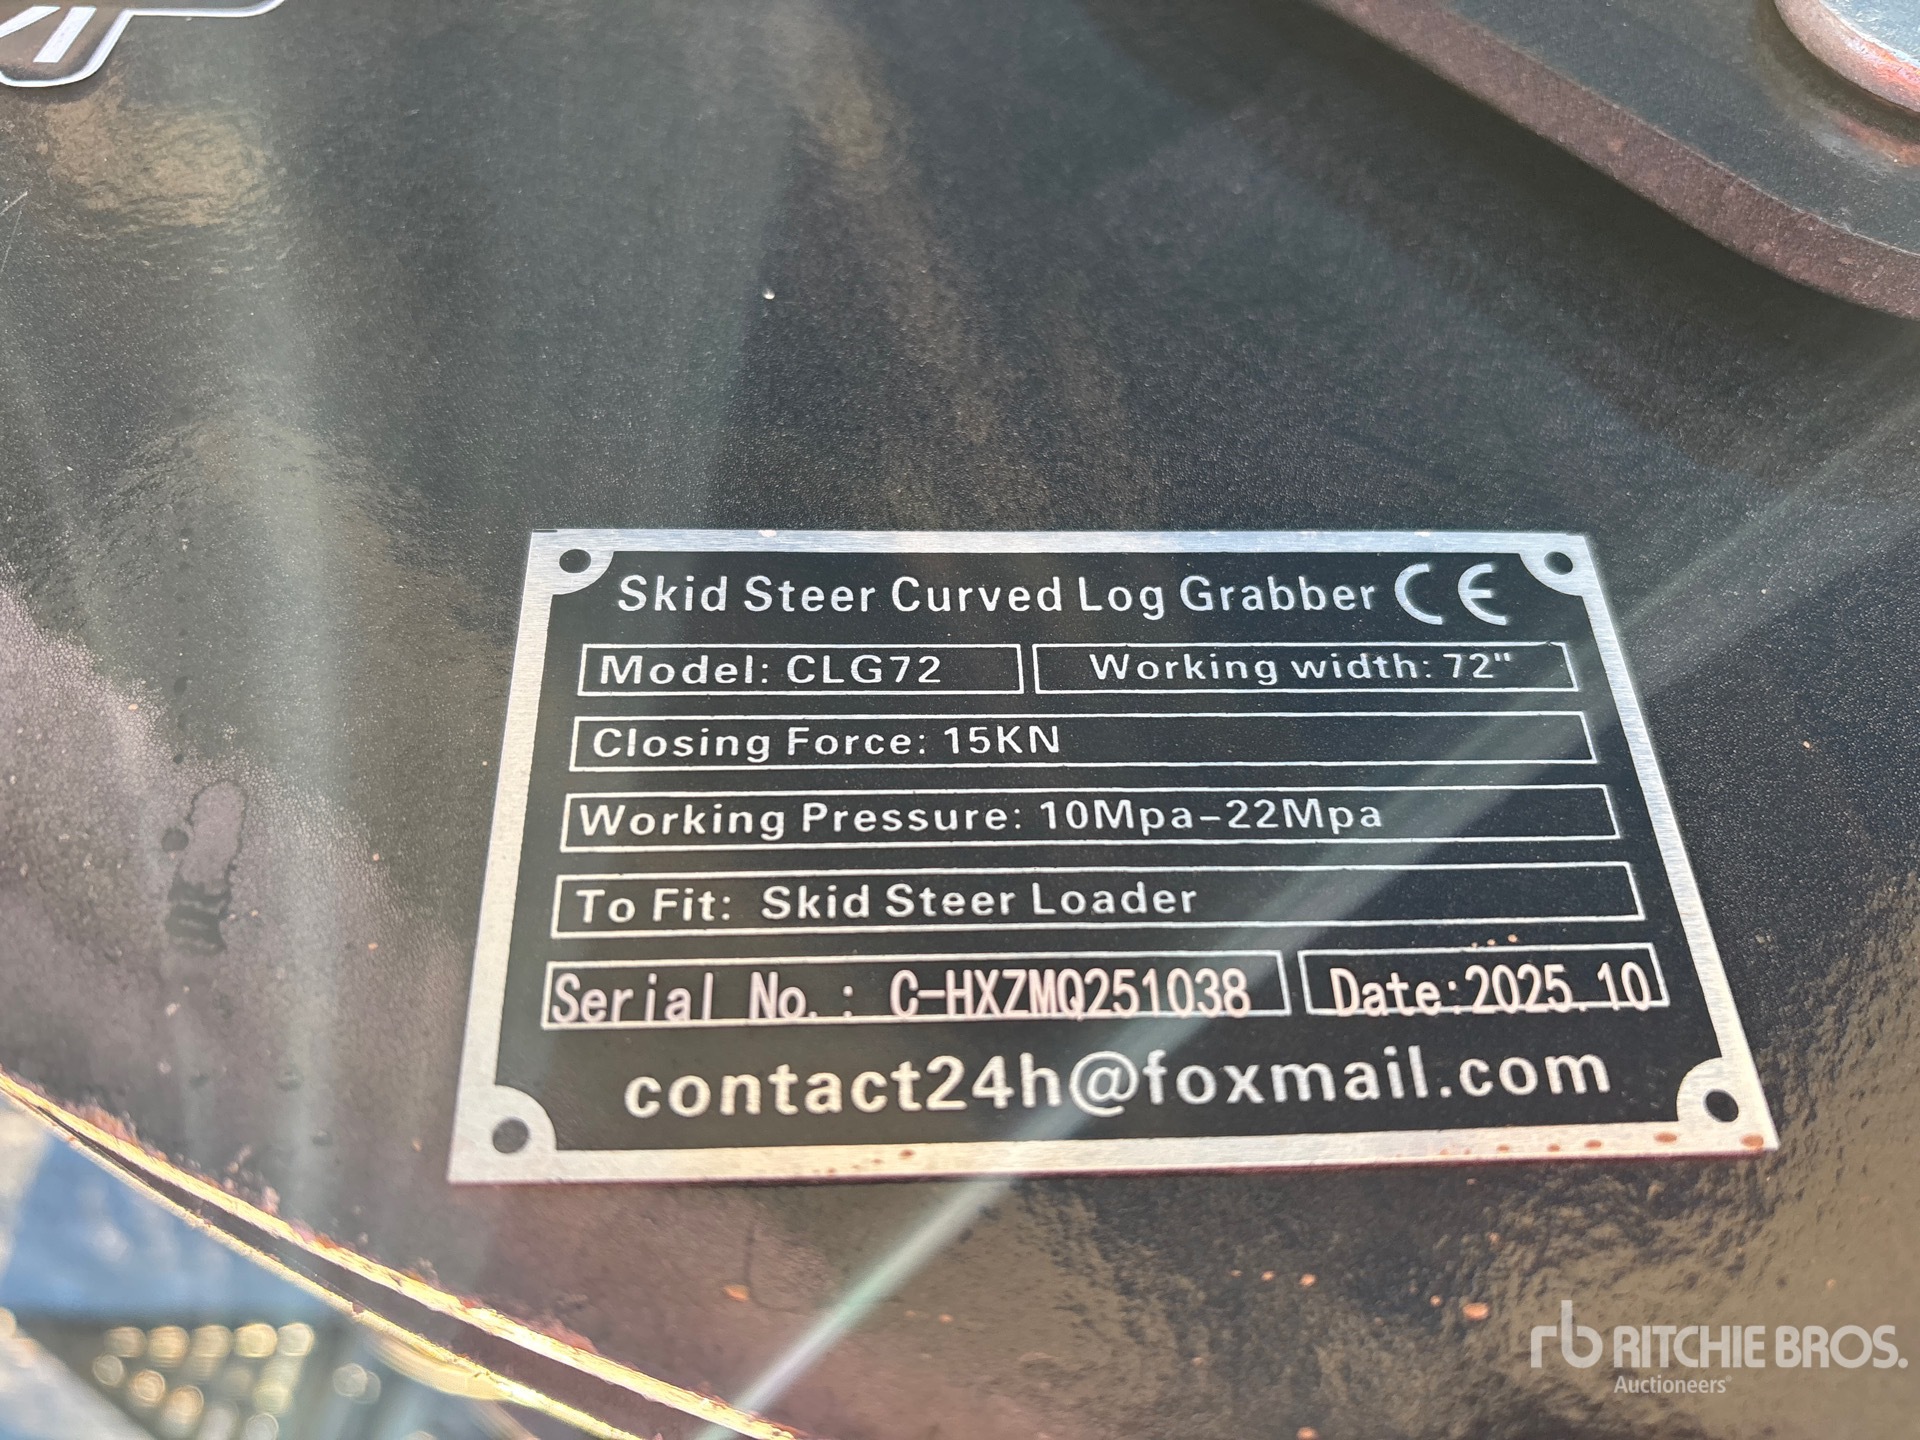 Skid Steer Curved Log Grabber CE
Model: CLG72
Working width: 72"
Closing Force: 15KN
Working Pressure: 10Mpa-22Mpa
To Fit: Skid Steer Loader
Serial No.: C-HXZMQ251038
Date:2025.10
contact24h@foxmail.com
rb RITCHIE BROS.
Auctioneers